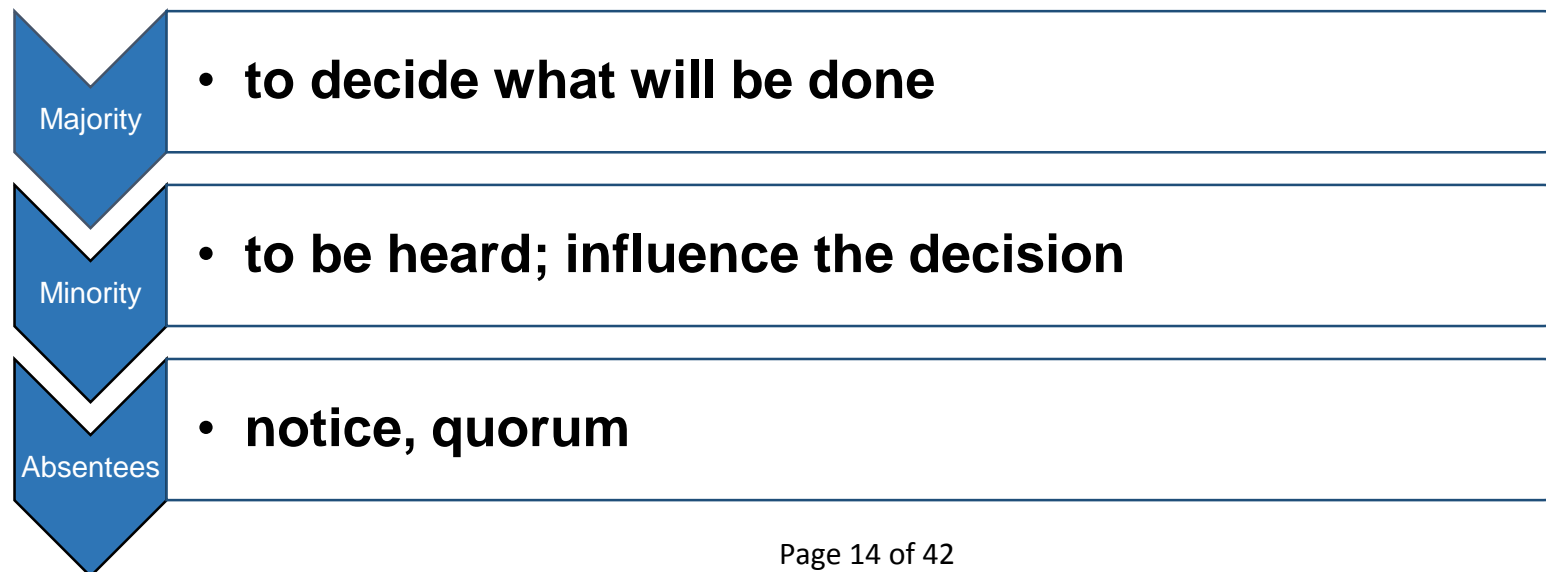 Majority
• to decide what will be done
Minority
• to be heard; influence the decision
Absentees
• notice, quorum
Page 14 of 42